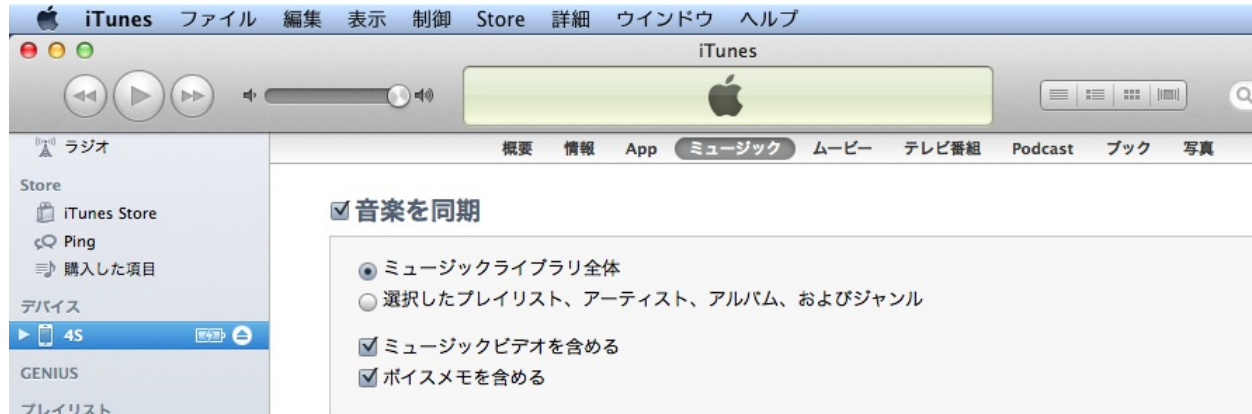 iTunes ファイル 編集 表示 制御 Store 詳細 ウインドウ ヘルプ
iTunes
ラジオ
概要 情報 App ミュージック ムービー テレビ番組 Podcast ブック 写真
Store
iTunes Store
音楽を同期
Ping
購入した項目
ミュージックライブラリ全体
選択したプレイリスト、アーティスト、アルバム、およびジャンル
デバイス
4S
ミュージックビデオを含める
GENIUS
ボイスメモを含める
プレイリスト